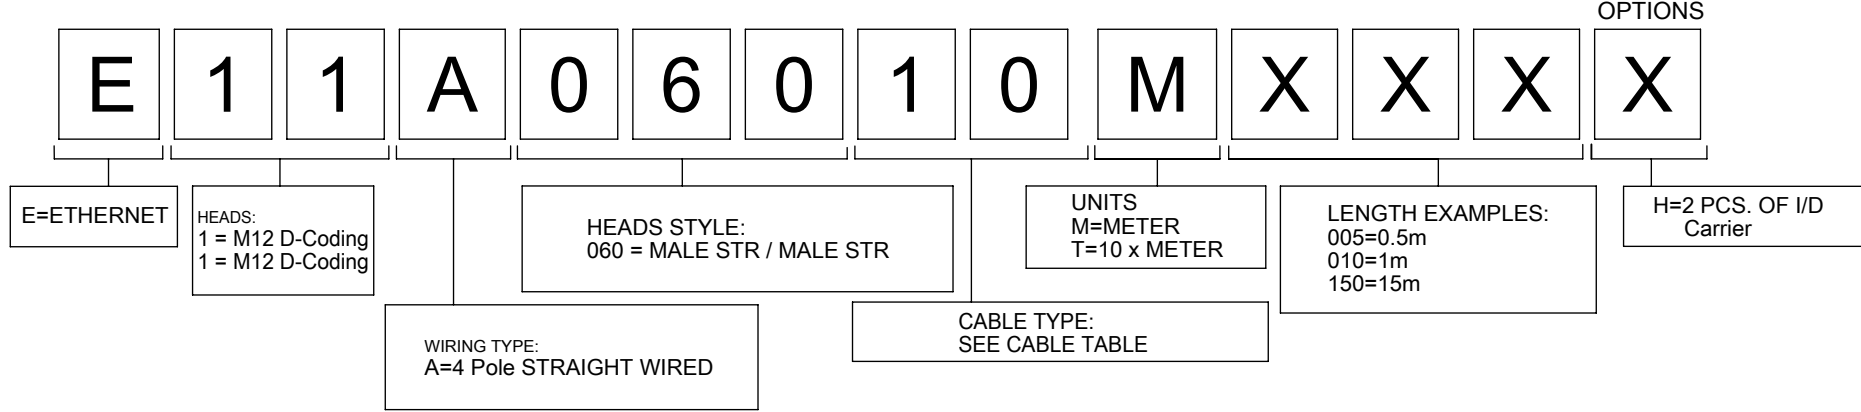 OPTIONS
E 1 1 A 0 6 0 1 0 M X X X X
E=ETHERNET
HEADS:
1 = M12 D-Coding
1 = M12 D-Coding
HEADS STYLE:
060 = MALE STR / MALE STR
UNITS
M=METER
T=10 x METER
LENGTH EXAMPLES:
005=0.5m
010=1m
150=15m
H=2 PCS. OF I/D
Carrier
WIRING TYPE:
A=4 Pole STRAIGHT WIRED
CABLE TYPE:
SEE CABLE TABLE